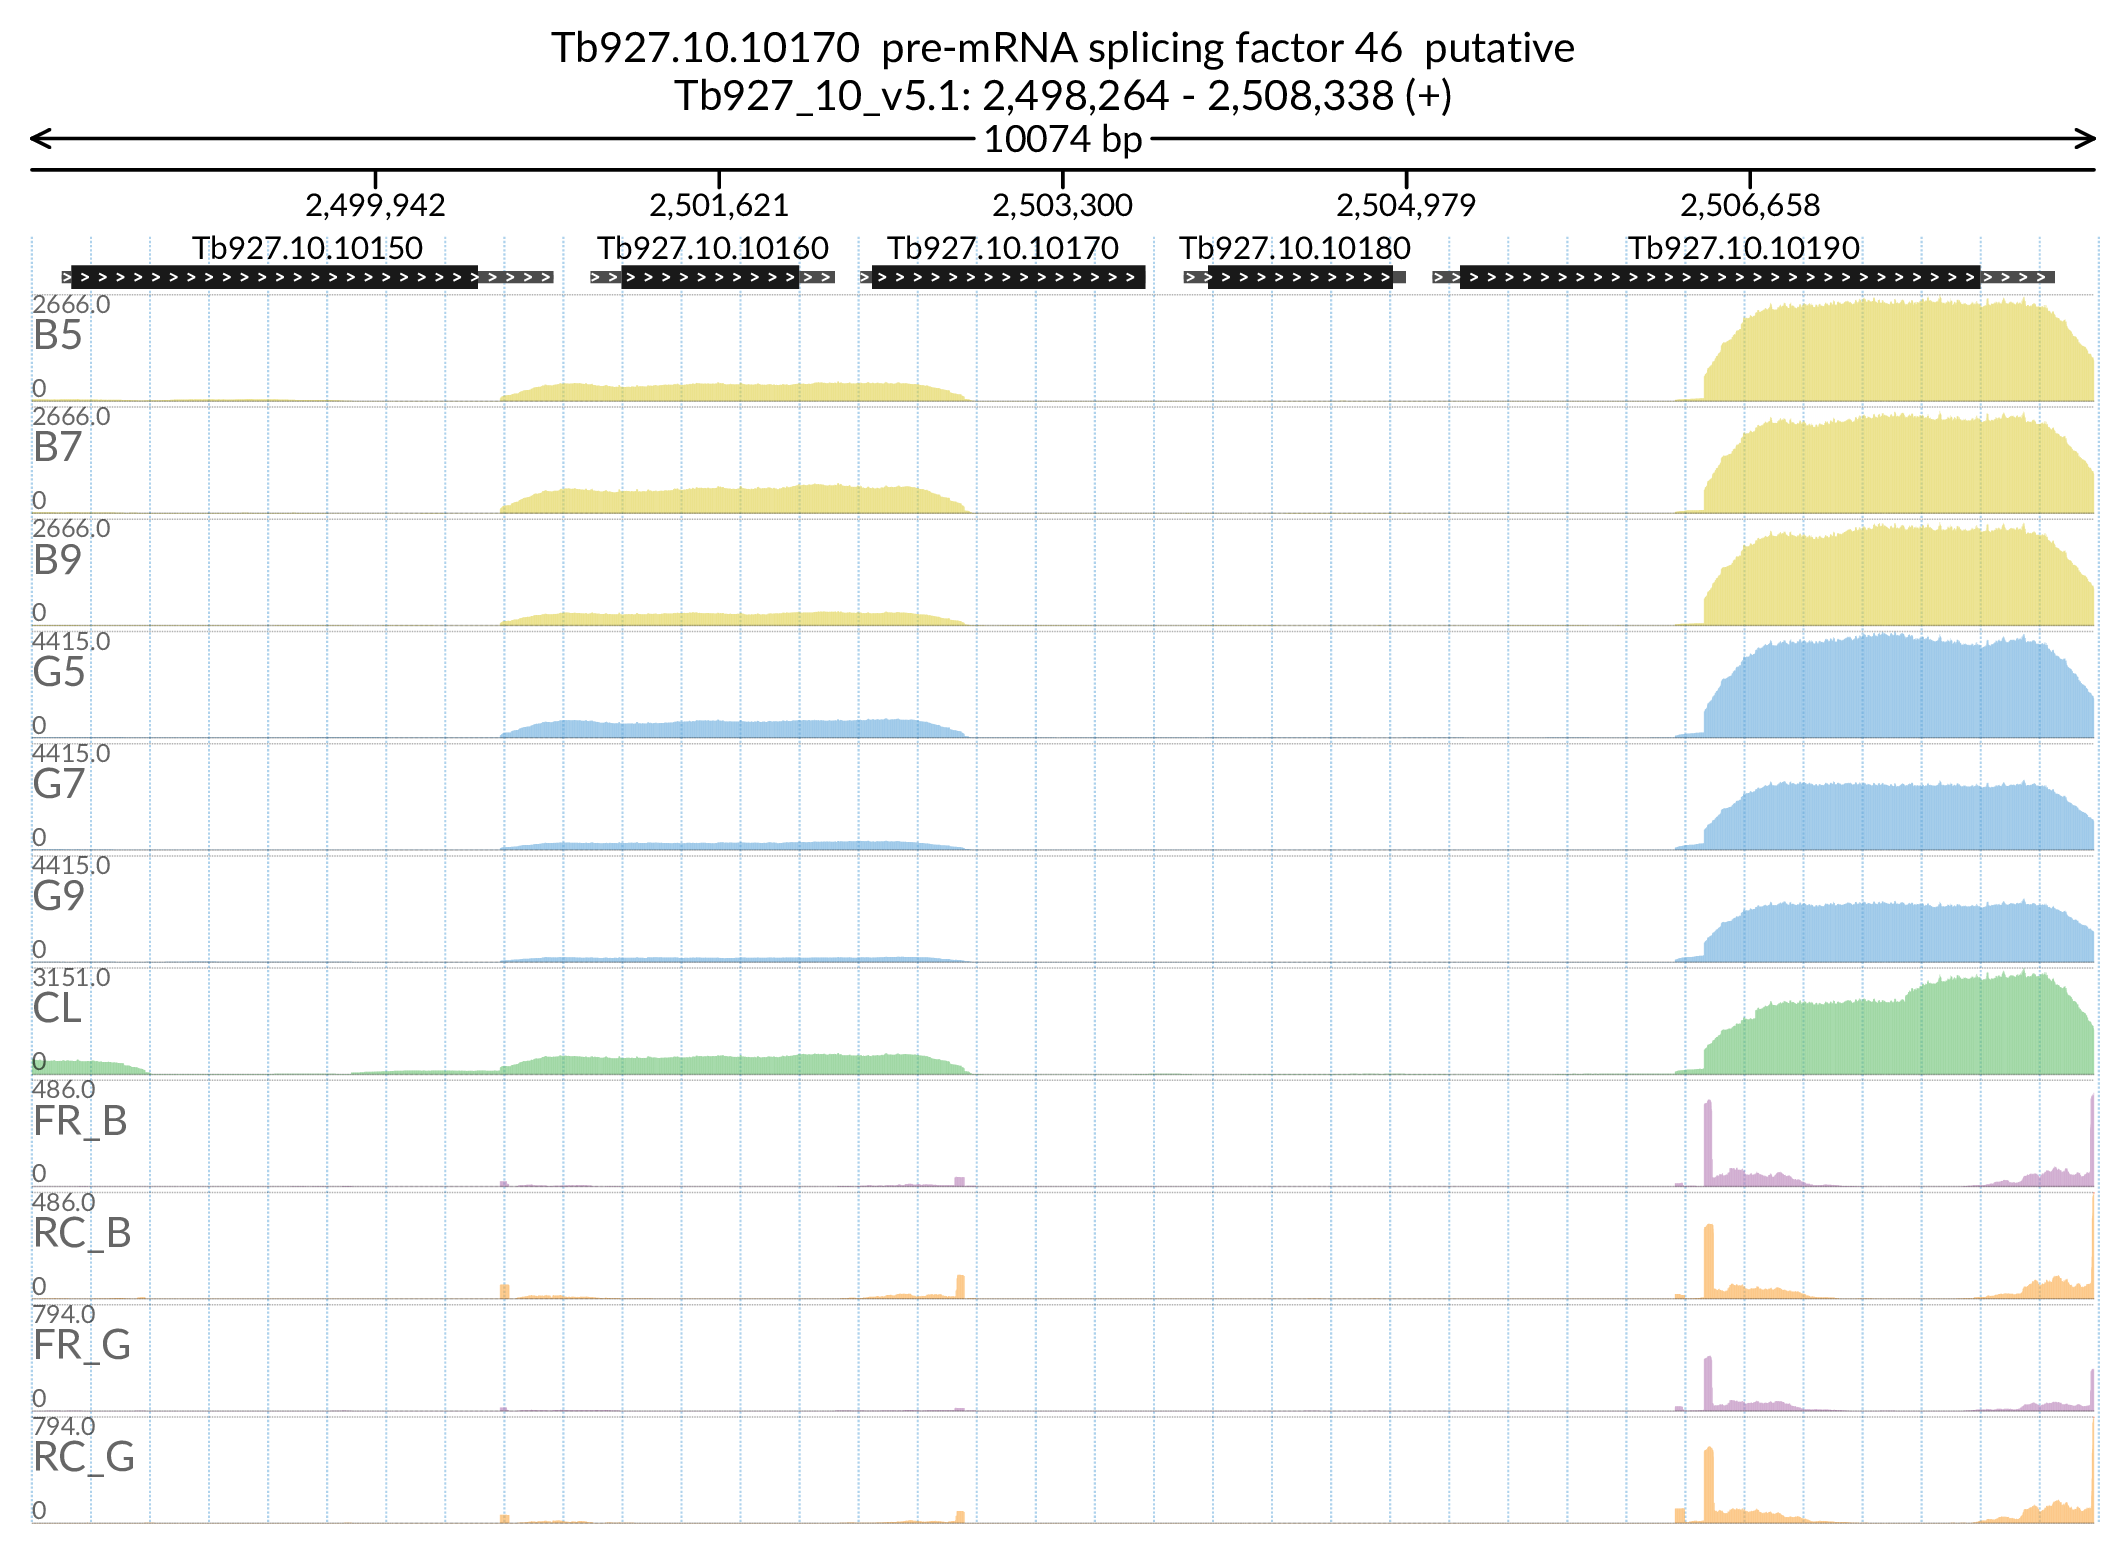 Tb927.10.10170  pre-mRNA splicing factor 46  putative
Tb927_10_v5.1: 2,498,264 - 2,508,338 (+)
10074 bp
2,499,942 2,501,621 2,503,300 2,504,979 2,506,658
Tb927.10.10150 Tb927.10.10160 Tb927.10.10170 Tb927.10.10180 Tb927.10.10190
2666.0
B5
0
2666.0
B7
0
2666.0
B9
0
4415.0
G5
0
4415.0
G7
0
4415.0
G9
0
3151.0
CL
0
486.0
FR_B
0
486.0
RC_B
0
794.0
FR_G
0
794.0
RC_G
0